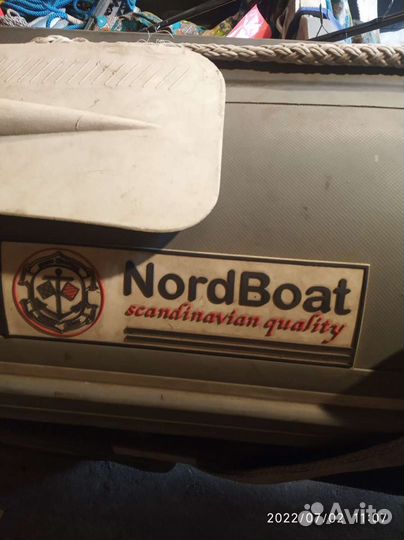 NordBoat
scandinavian quality
2022/07/02 11:07
Avito